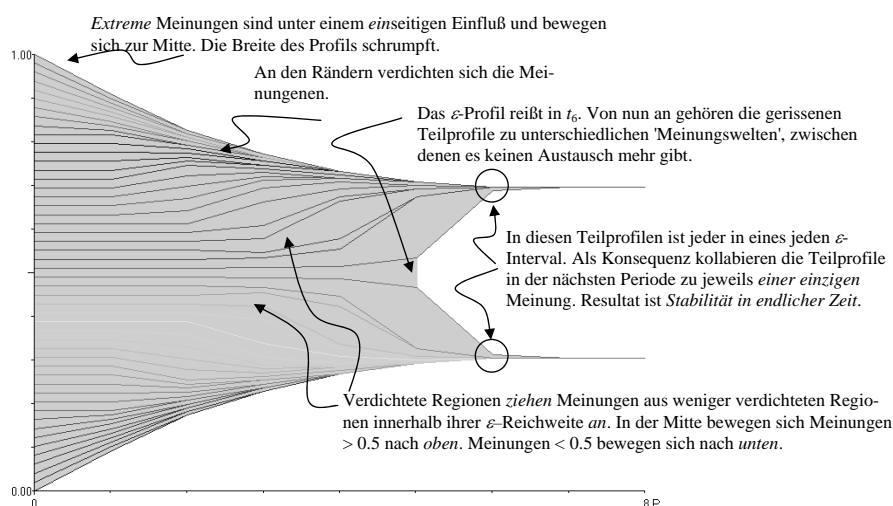 Extreme Meinungen sind unter einem einseitigen Einfluß und bewegen
sich zur Mitte. Die Breite des Profils schrumpft.
1.00
An den Rändern verdichten sich die Mei-
nungenen.
Das ε-Profil reißt in t₆. Von nun an gehören die gerissenen
Teilprofile zu unterschiedlichen 'Meinungswelten', zwischen
denen es keinen Austausch mehr gibt.
In diesen Teilprofilen ist jeder in eines jeden ε-
Interval. Als Konsequenz kollabieren die Teilprofile
in der nächsten Periode zu jeweils einer einzigen
Meinung. Resultat ist Stabilität in endlicher Zeit.
Verdichtete Regionen ziehen Meinungen aus weniger verdichteten Regio-
nen innerhalb ihrer ε–Reichweite an. In der Mitte bewegen sich Meinungen
> 0.5 nach oben. Meinungen < 0.5 bewegen sich nach unten.
0.00
0
8 P